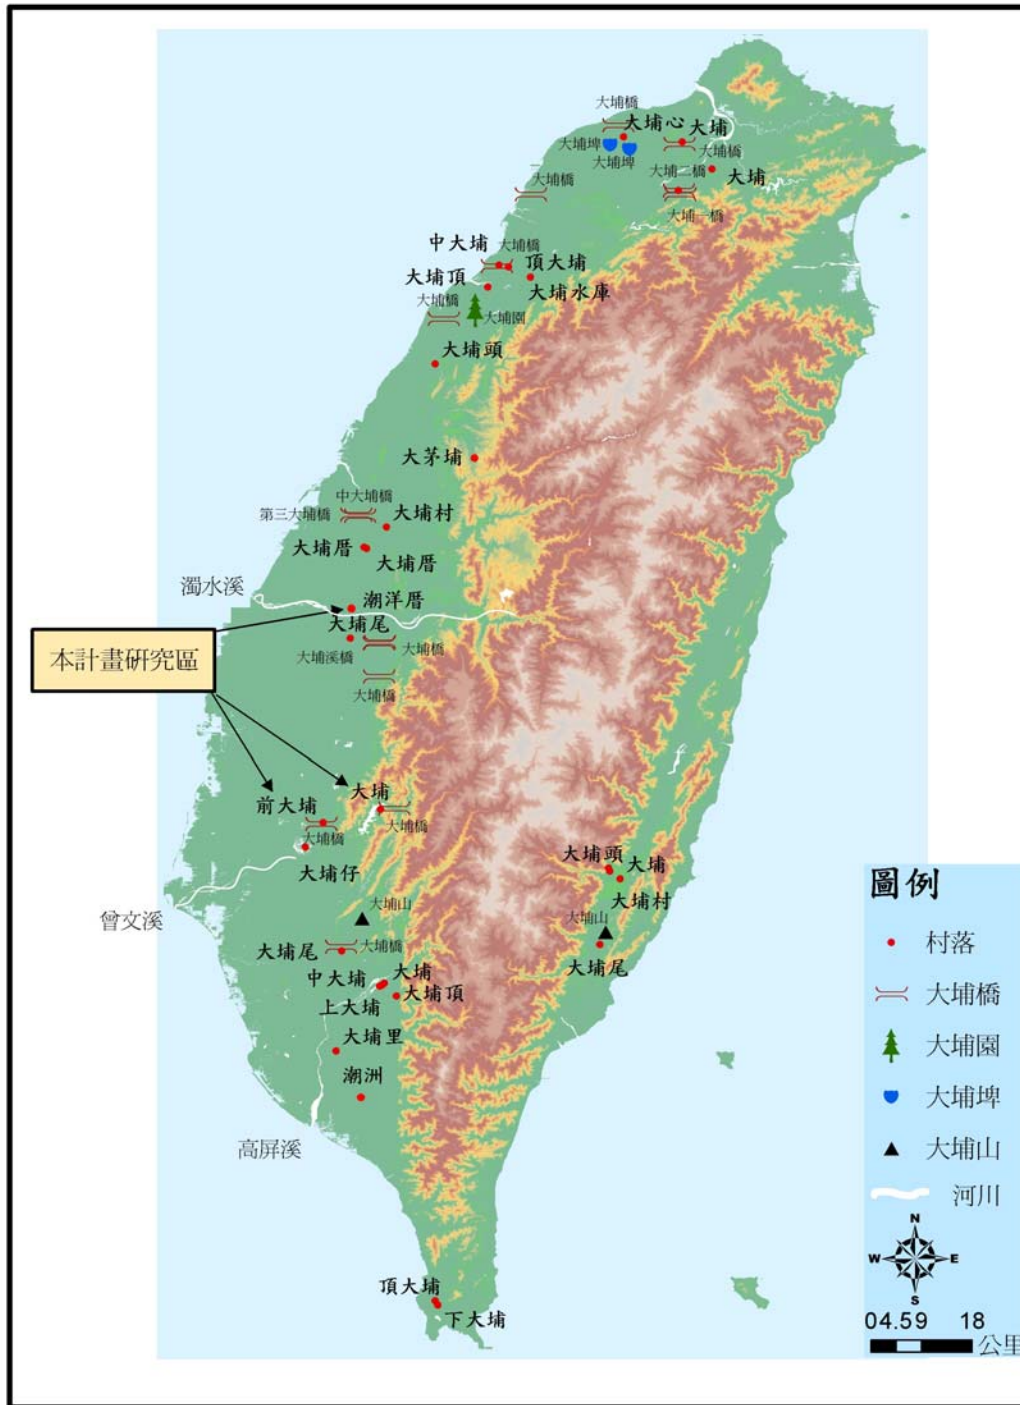 大埔橋
大埔心
大埔
大埔埤
大埔埤
大埔橋
大埔二橋
大埔
大埔橋
大埔一橋
中大埔
大埔橋
頂大埔
大埔頂
大埔水庫
大埔橋
大埔園
大埔頭
大茅埔
中大埔橋
第三大埔橋
大埔村
大埔厝
大埔厝
濁水溪
潮洋厝
大埔尾
本計畫研究區
大埔溪橋
大埔橋
大埔橋
大埔
前大埔
大埔橋
大埔橋
大埔仔
大埔頭
大埔
大埔村
曾文溪
大埔山
大埔山
大埔尾
大埔橋
大埔尾
中大埔
大埔
上大埔
大埔頂
大埔里
潮洲
高屏溪
頂大埔
下大埔
圖例
村落
大埔橋
大埔園
大埔埤
大埔山
河川
N
W E
S
04.59 18
公里